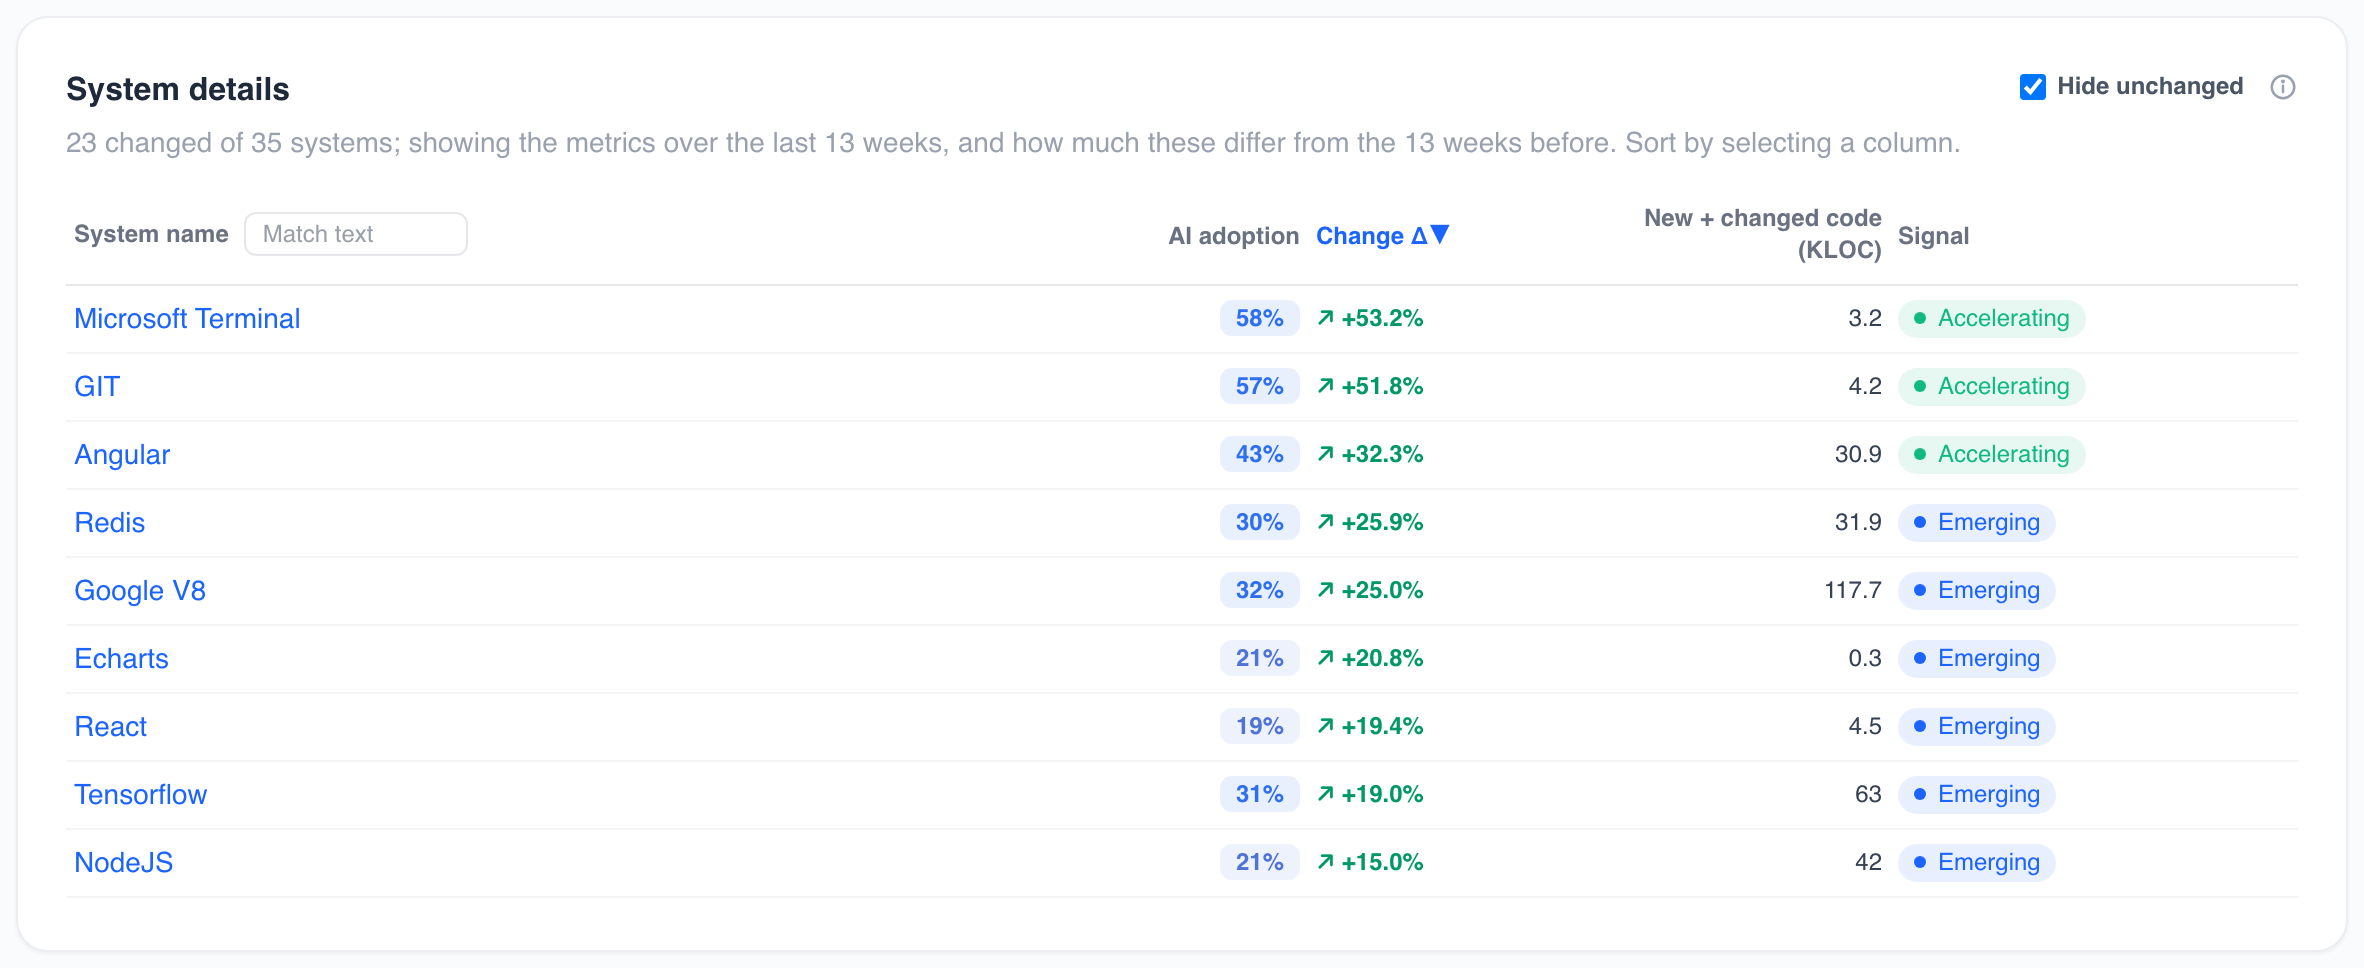 System details
Hide unchanged
23 changed of 35 systems; showing the metrics over the last 13 weeks, and how much these differ from the 13 weeks before. Sort by selecting a column.
System name Match text AI adoption Change Δ▼ New + changed code (KLOC) Signal
Microsoft Terminal 58% ↗ +53.2% 3.2 Accelerating
GIT 57% ↗ +51.8% 4.2 Accelerating
Angular 43% ↗ +32.3% 30.9 Accelerating
Redis 30% ↗ +25.9% 31.9 Emerging
Google V8 32% ↗ +25.0% 117.7 Emerging
Echarts 21% ↗ +20.8% 0.3 Emerging
React 19% ↗ +19.4% 4.5 Emerging
Tensorflow 31% ↗ +19.0% 63 Emerging
NodeJS 21% ↗ +15.0% 42 Emerging